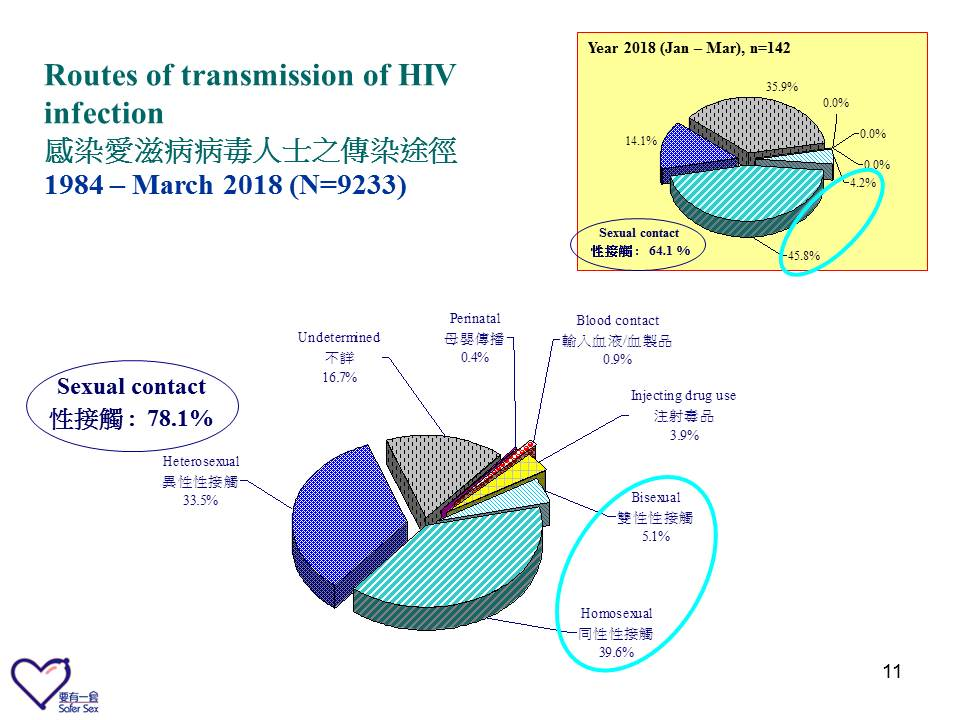 Routes of transmission of HIV
infection
感染愛滋病病毒人士之傳染途徑
1984 – March 2018 (N=9233)
Year 2018 (Jan – Mar), n=142
35.9%
0.0%
14.1%
0.0%
0.0%
4.2%
Sexual contact
性接觸 : 64.1 %
45.8%
Perinatal
母嬰傳播
0.4%
Blood contact
輸入血液/血製品
0.9%
Undetermined
不詳
16.7%
Sexual contact
性接觸 : 78.1%
Injecting drug use
注射毒品
3.9%
Heterosexual
異性性接觸
33.5%
Bisexual
雙性性接觸
5.1%
Homosexual
同性性接觸
39.6%
要有一套
Safer Sex
11